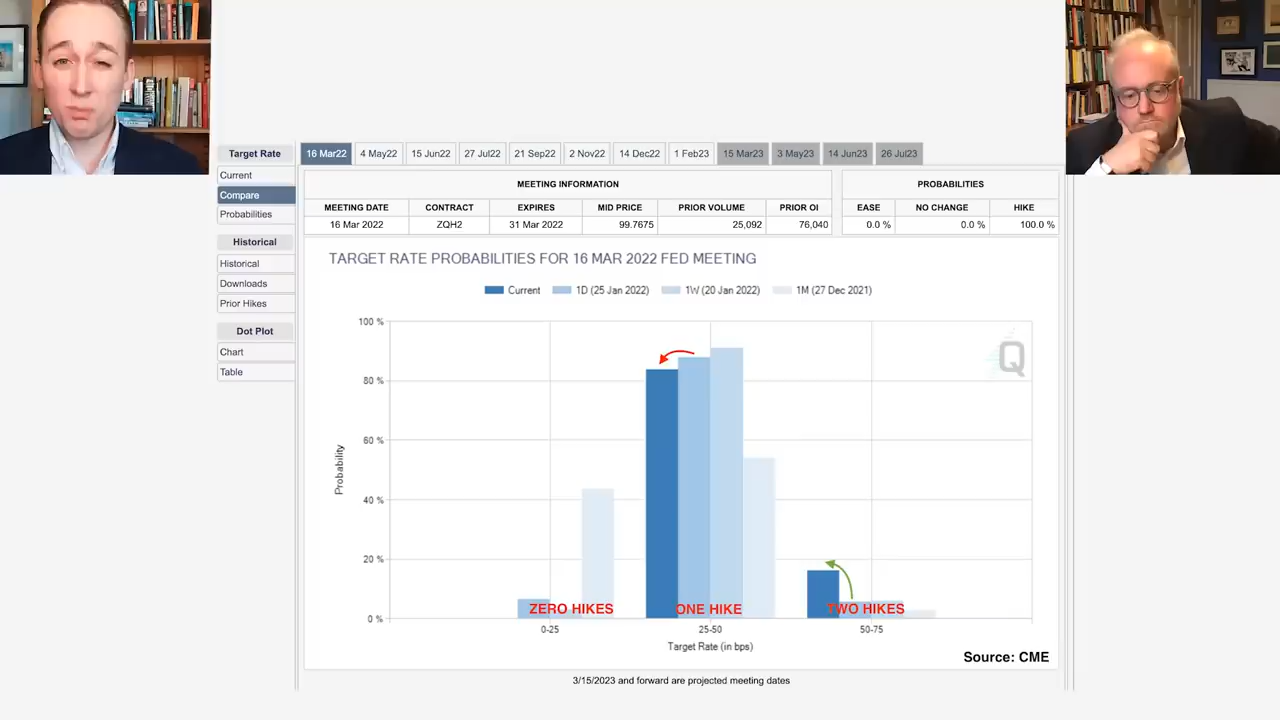 Target Rate
16 Mar22 4 May22 15 Jun22 27 Jul22 21 Sep22 2 Nov22 14 Dec22 1 Feb23 15 Mar23 3 May23 14 Jun23 26 Jul23
Current
Compare
Probabilities
Historical
Historical
Downloads
Prior Hikes
Dot Plot
Chart
Table
MEETING INFORMATION
MEETING DATE CONTRACT EXPIRES MID PRICE PRIOR VOLUME PRIOR OI
16 Mar 2022 ZQH2 31 Mar 2022 99.7675 25,092 76,040
PROBABILITIES
EASE NO CHANGE HIKE
0.0 % 0.0 % 100.0 %
TARGET RATE PROBABILITIES FOR 16 MAR 2022 FED MEETING
Current 1D (25 Jan 2022) 1W (20 Jan 2022) 1M (27 Dec 2021)
Probability
100 %
80 %
60 %
40 %
20 %
0 %
Q
ZERO HIKES ONE HIKE TWO HIKES
0-25 25-50 50-75
Target Rate (in bps)
Source: CME
3/15/2023 and forward are projected meeting dates